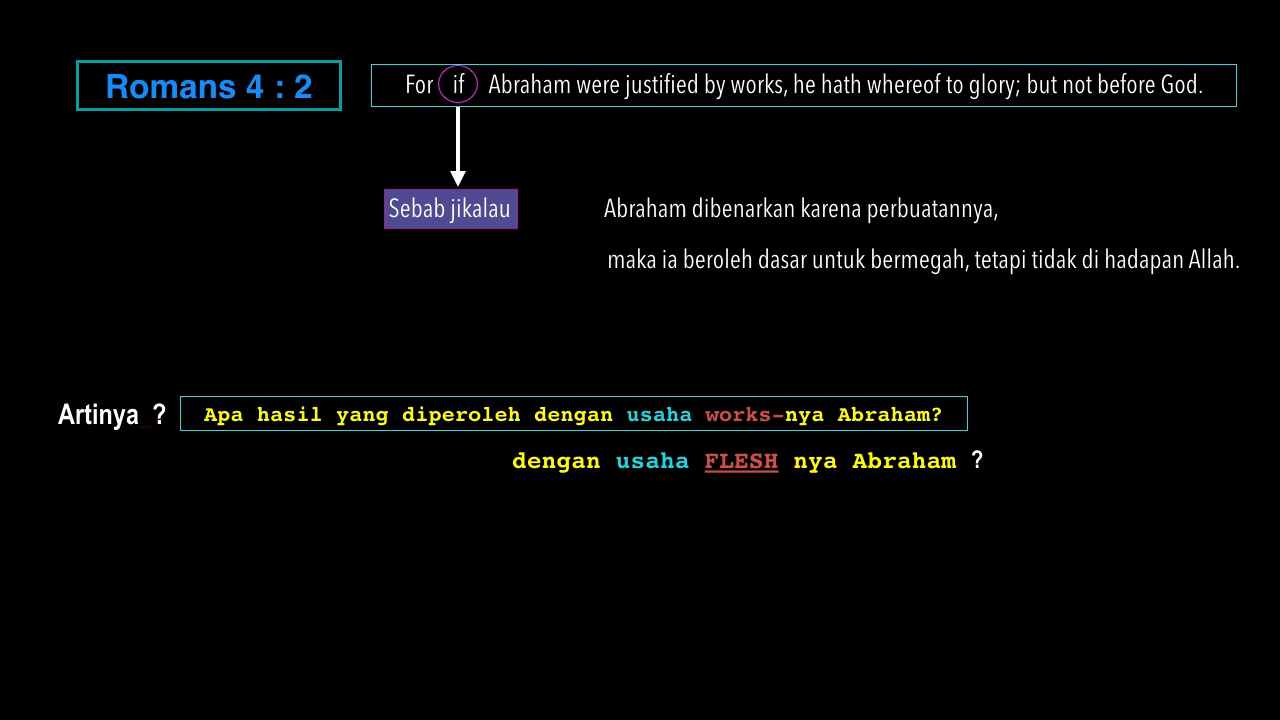 Romans 4 : 2
For if Abraham were justified by works, he hath whereof to glory; but not before God.
Sebab jikalau Abraham dibenarkan karena perbuatannya,
maka ia beroleh dasar untuk bermegah, tetapi tidak di hadapan Allah.
Artinya_? Apa hasil yang diperoleh dengan usaha works-nya Abraham?
dengan usaha FLESH nya Abraham ?